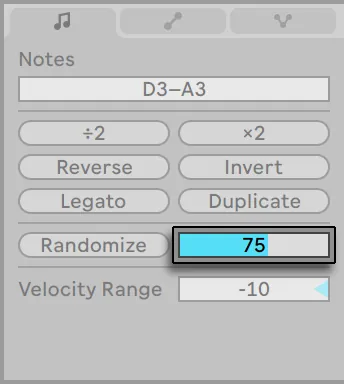 Notes
D3–A3
÷2 ×2
Reverse Invert
Legato Duplicate
Randomize 75
Velocity Range -10